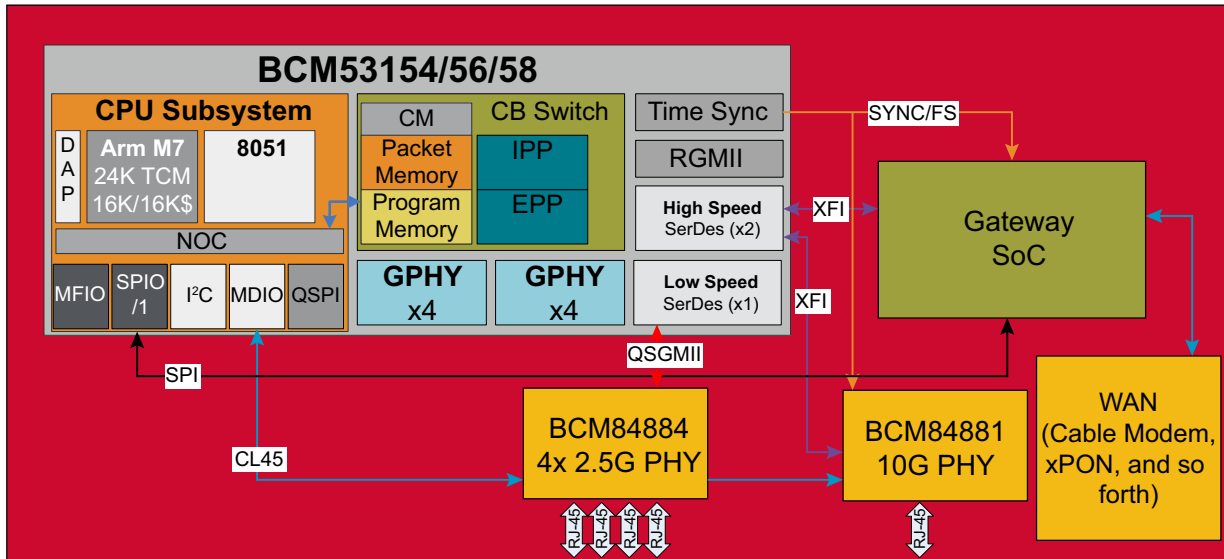 BCM53154/56/58
CPU Subsystem
D
A
P
Arm M7
24K TCM
16K/16K$
8051
NOC
MFIO
SPIO
/1
I²C
MDIO
QSPI
CB Switch
CM
Packet
Memory
Program
Memory
IPP
EPP
GPHY
x4
GPHY
x4
Time Sync
RGMII
High Speed
SerDes (x2)
Low Speed
SerDes (x1)
SYNC/FS
XFI
XFI
QSGMII
SPI
CL45
Gateway
SoC
BCM84884
4x 2.5G PHY
BCM84881
10G PHY
WAN
(Cable Modem,
xPON, and so
forth)
RJ-45
RJ-45
RJ-45
RJ-45
RJ-45